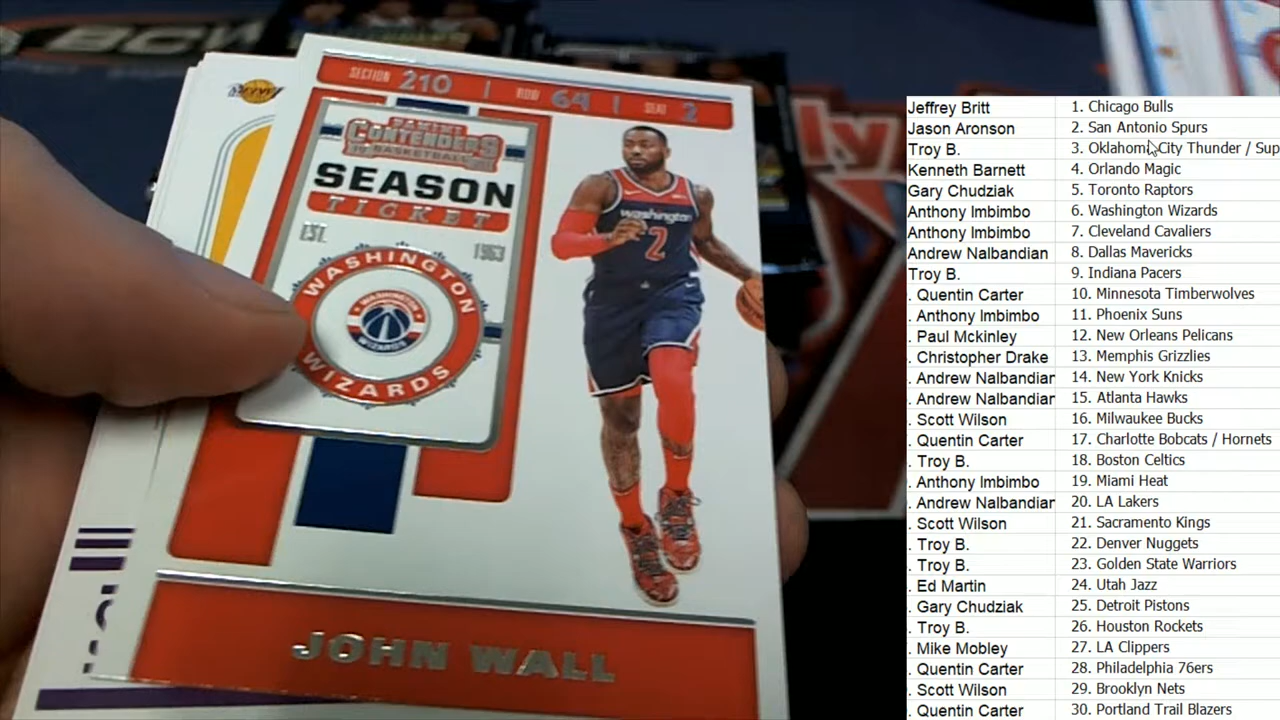 BCW
SECTION 210 | ROW 64 | SEAT 2
PANINI
CONTENDERS
19 BASKETBALL 20
SEASON
TICKET
EST. 1963
WASHINGTON
WASHINGTON
WIZARDS
WIZARDS
washington
2
JOHN WALL
Jeffrey Britt 1. Chicago Bulls
Jason Aronson 2. San Antonio Spurs
Troy B. 3. Oklahoma City Thunder / Sup
Kenneth Barnett 4. Orlando Magic
Gary Chudziak 5. Toronto Raptors
Anthony Imbimbo 6. Washington Wizards
Anthony Imbimbo 7. Cleveland Cavaliers
Andrew Nalbandian 8. Dallas Mavericks
Troy B. 9. Indiana Pacers
. Quentin Carter 10. Minnesota Timberwolves
. Anthony Imbimbo 11. Phoenix Suns
. Paul Mckinley 12. New Orleans Pelicans
. Christopher Drake 13. Memphis Grizzlies
. Andrew Nalbandian 14. New York Knicks
. Andrew Nalbandian 15. Atlanta Hawks
. Scott Wilson 16. Milwaukee Bucks
. Quentin Carter 17. Charlotte Bobcats / Hornets
. Troy B. 18. Boston Celtics
. Anthony Imbimbo 19. Miami Heat
. Andrew Nalbandian 20. LA Lakers
. Scott Wilson 21. Sacramento Kings
. Troy B. 22. Denver Nuggets
. Troy B. 23. Golden State Warriors
. Ed Martin 24. Utah Jazz
. Gary Chudziak 25. Detroit Pistons
. Troy B. 26. Houston Rockets
. Mike Mobley 27. LA Clippers
. Quentin Carter 28. Philadelphia 76ers
. Scott Wilson 29. Brooklyn Nets
. Quentin Carter 30. Portland Trail Blazers